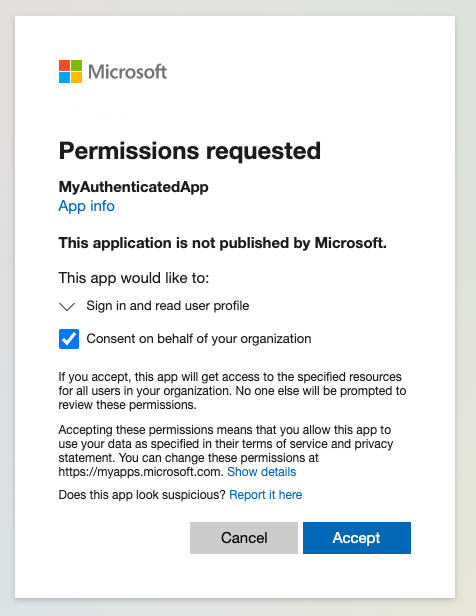 Microsoft
Permissions requested
MyAuthenticatedApp
App info
This application is not published by Microsoft.
This app would like to:
Sign in and read user profile
Consent on behalf of your organization
If you accept, this app will get access to the specified resources
for all users in your organization. No one else will be prompted to
review these permissions.
Accepting these permissions means that you allow this app to
use your data as specified in their terms of service and privacy
statement. You can change these permissions at
https://myapps.microsoft.com. Show details
Does this app look suspicious? Report it here
Cancel Accept